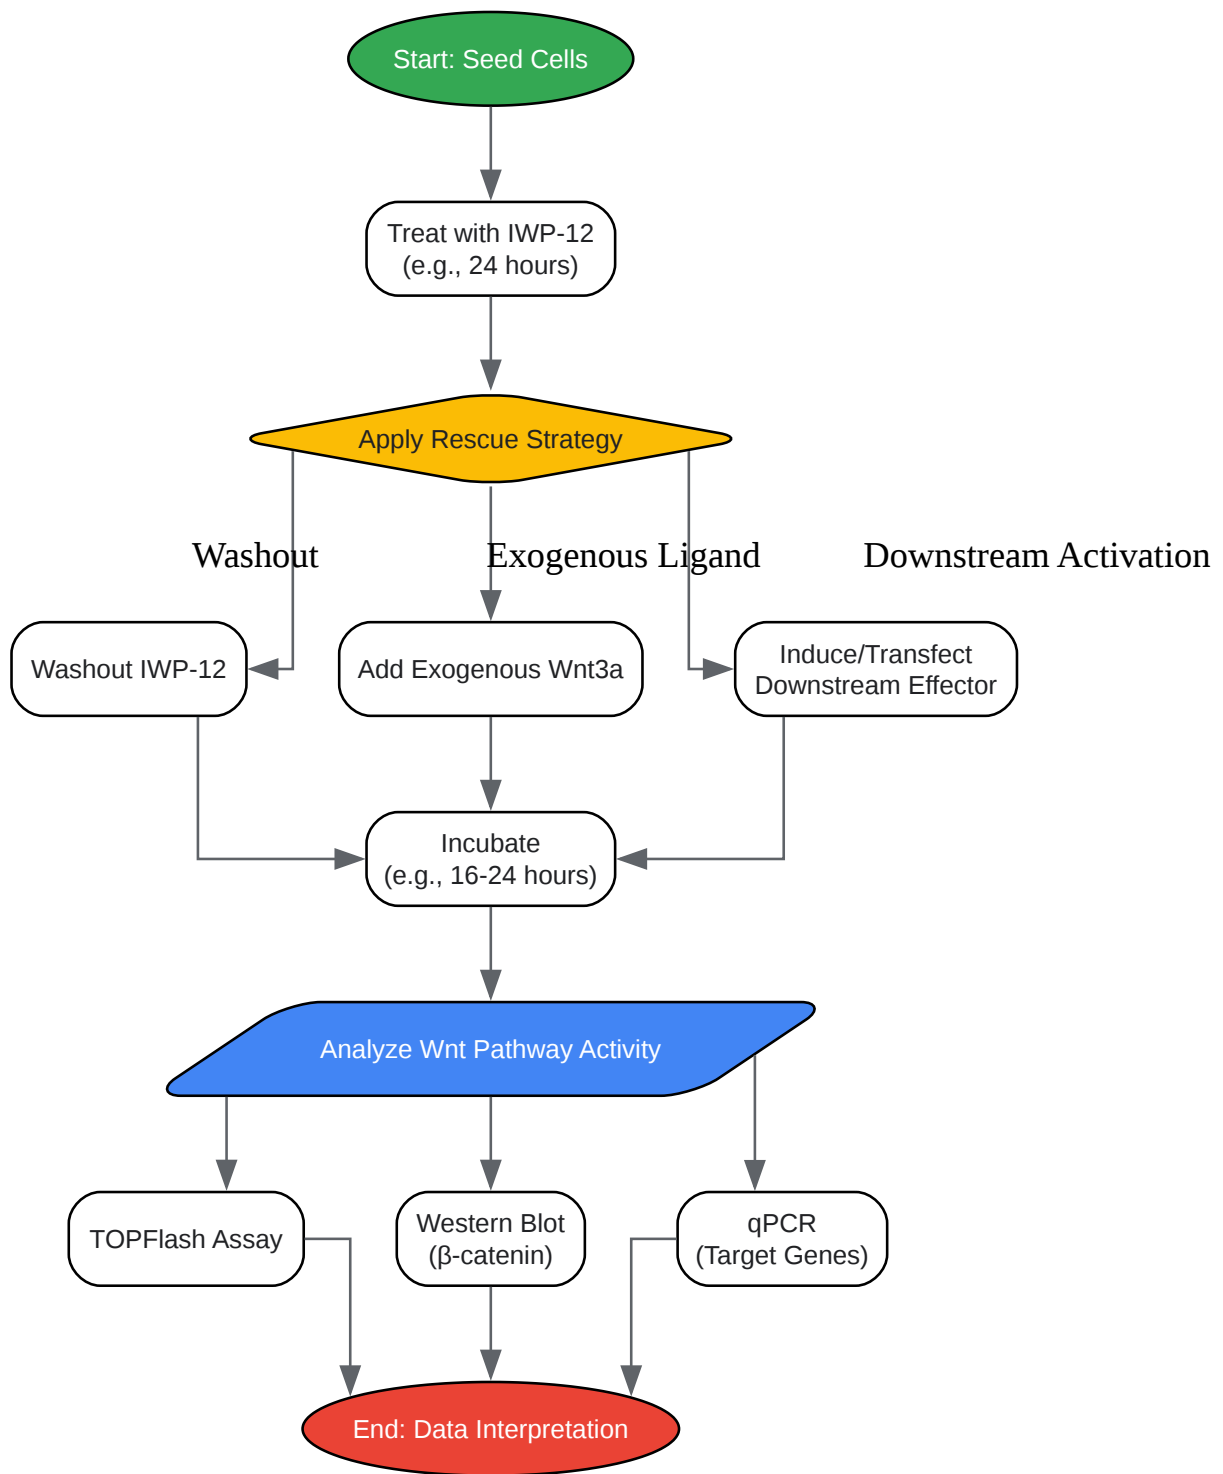 Start: Seed Cells
Treat with IWP-12
(e.g., 24 hours)
Apply Rescue Strategy
Washout
Exogenous Ligand
Downstream Activation
Washout IWP-12
Add Exogenous Wnt3a
Induce/Transfect
Downstream Effector
Incubate
(e.g., 16-24 hours)
Analyze Wnt Pathway Activity
TOPFlash Assay
Western Blot
(β-catenin)
qPCR
(Target Genes)
End: Data Interpretation